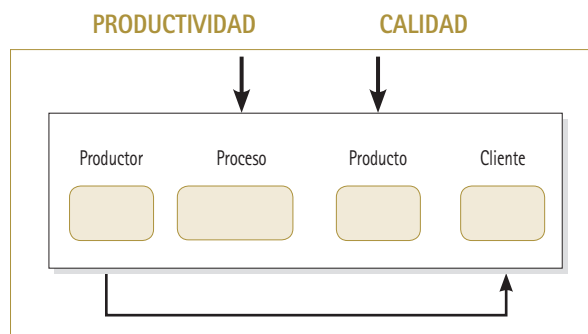 PRODUCTIVIDAD CALIDAD
Productor Proceso Producto Cliente